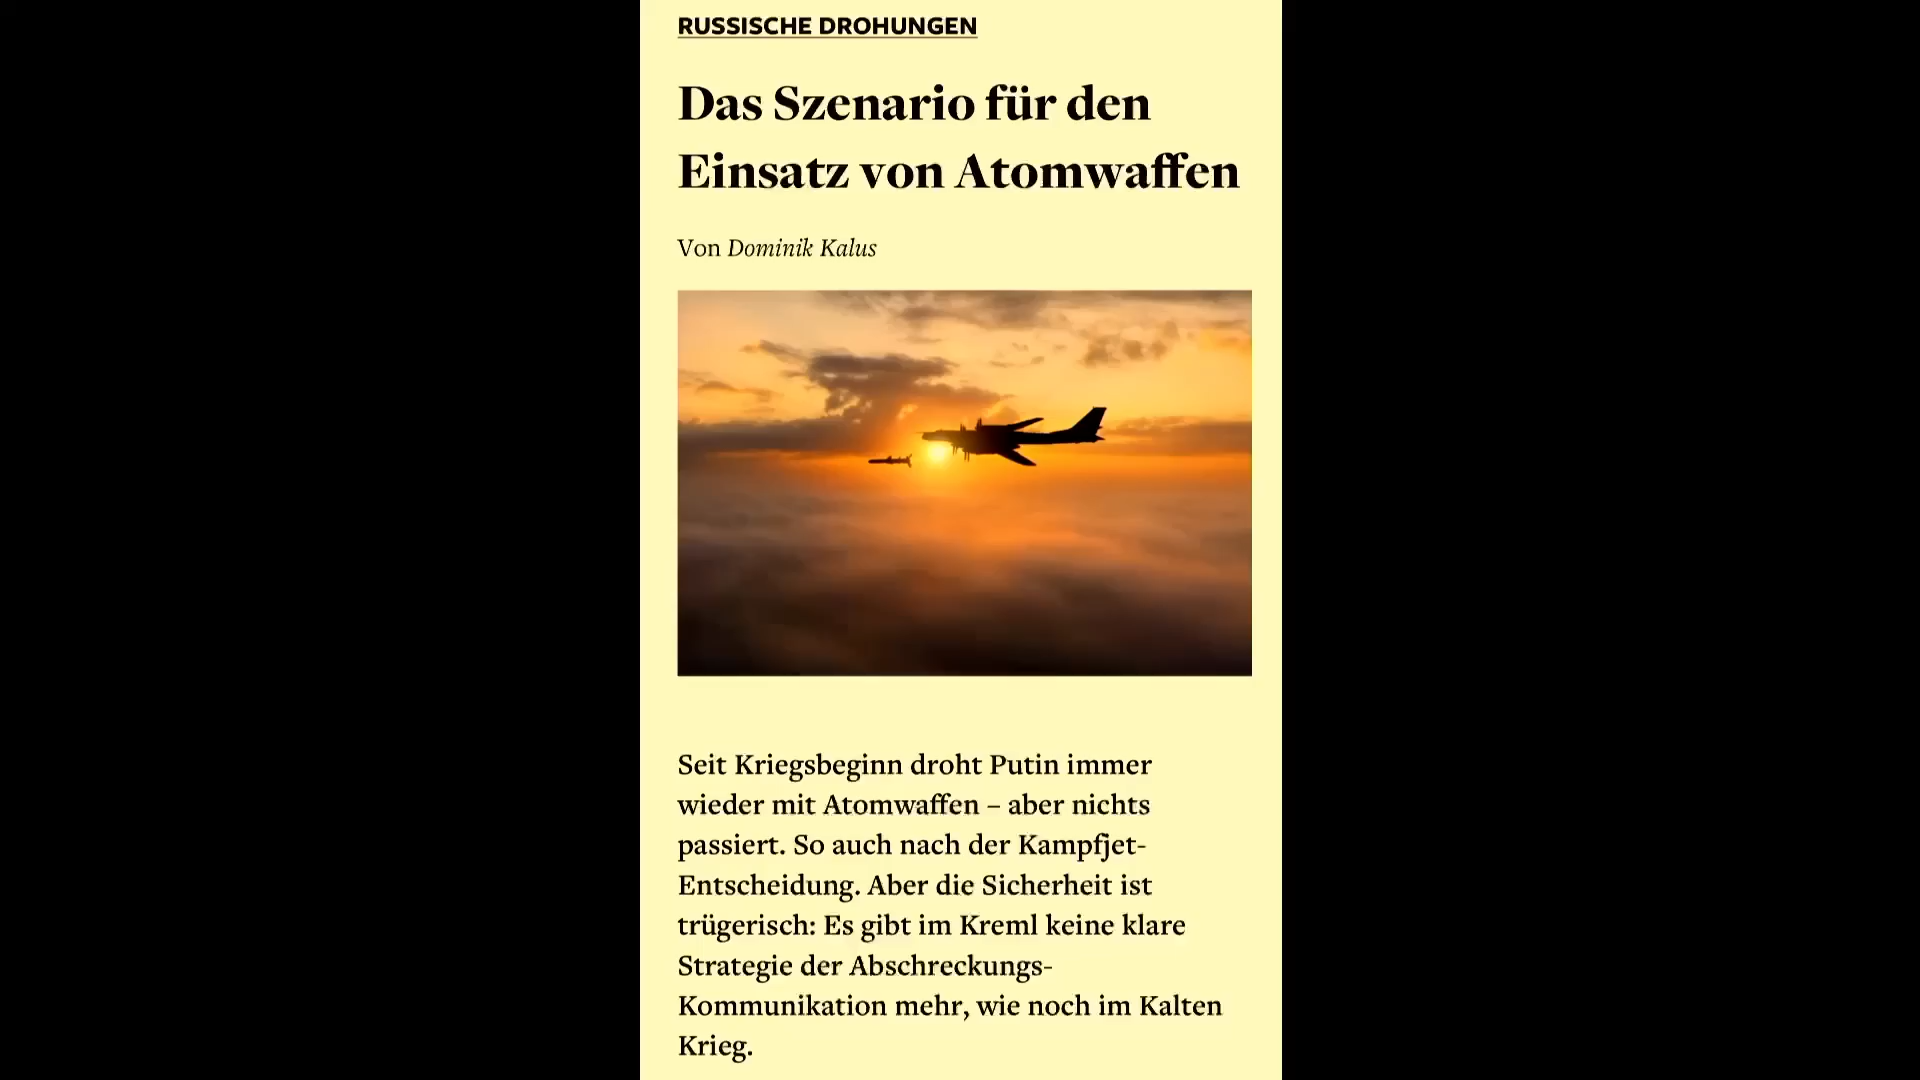 RUSSISCHE DROHUNGEN
Das Szenario für den
Einsatz von Atomwaffen
Von Dominik Kalus
Seit Kriegsbeginn droht Putin immer
wieder mit Atomwaffen – aber nichts
passiert. So auch nach der Kampfjet-
Entscheidung. Aber die Sicherheit ist
trügerisch: Es gibt im Kreml keine klare
Strategie der Abschreckungs-
Kommunikation mehr, wie noch im Kalten
Krieg.